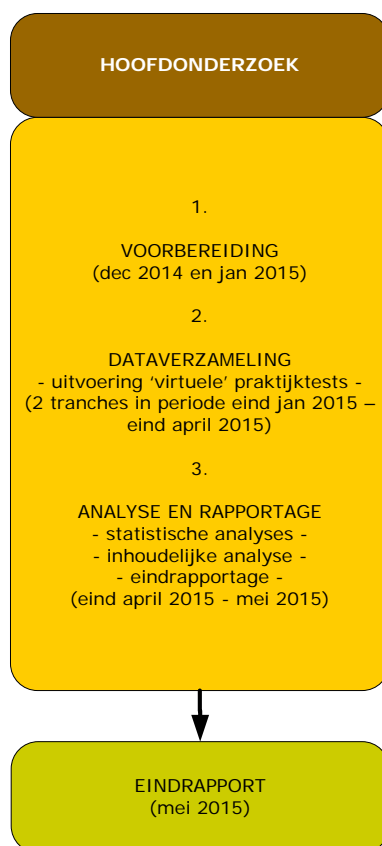 HOOFDONDERZOEK
1.
VOORBEREIDING
(dec 2014 en jan 2015)
2.
DATAVERZAMELING
- uitvoering ‘virtuele’ praktijktests -
(2 tranches in periode eind jan 2015 –
eind april 2015)
3.
ANALYSE EN RAPPORTAGE
- statistische analyses -
- inhoudelijke analyse -
- eindrapportage -
(eind april 2015 - mei 2015)
EINDRAPPORT
(mei 2015)